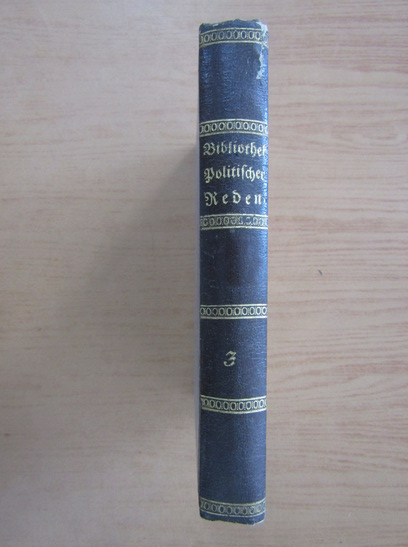 Bibliothek
Politischer
Reden
3